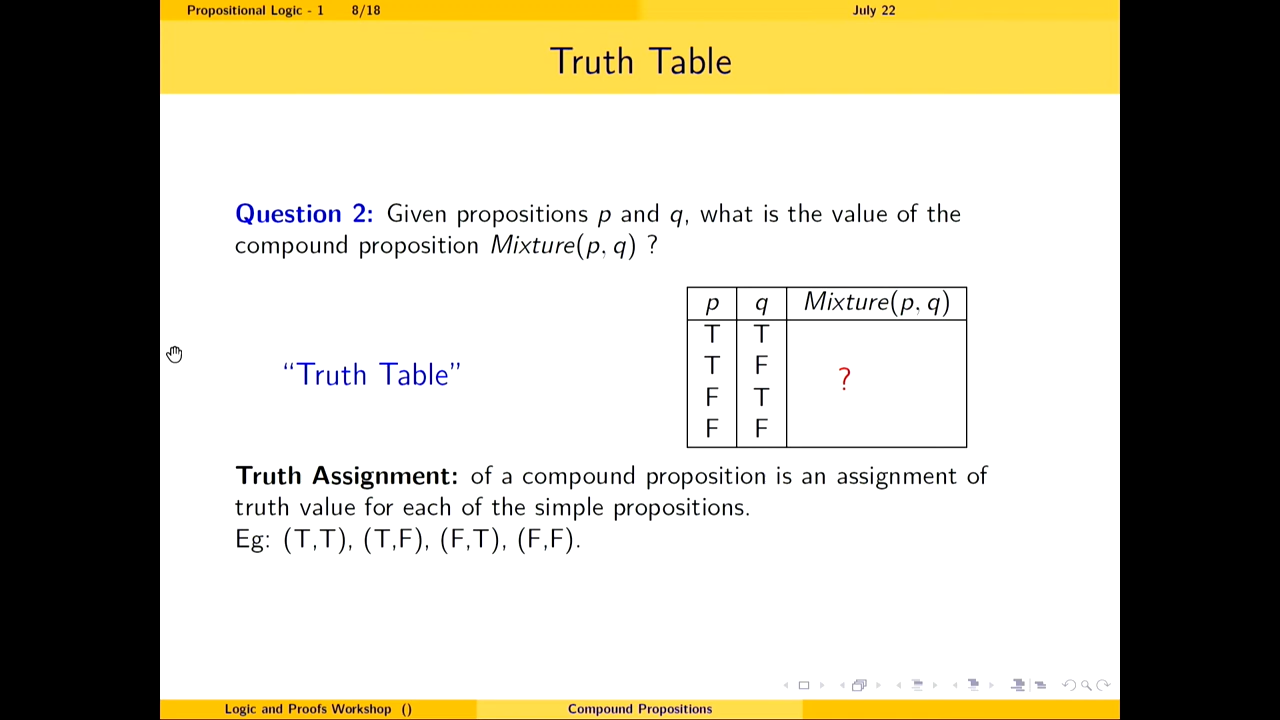 Propositional Logic - 1 8/18 July 22
Truth Table
Question 2: Given propositions p and q, what is the value of the
compound proposition Mixture(p, q) ?
p q Mixture(p, q)
T T
T F
?
“Truth Table”
F T
F F
Truth Assignment: of a compound proposition is an assignment of
truth value for each of the simple propositions.
Eg: (T,T), (T,F), (F,T), (F,F).
Logic and Proofs Workshop () Compound Propositions